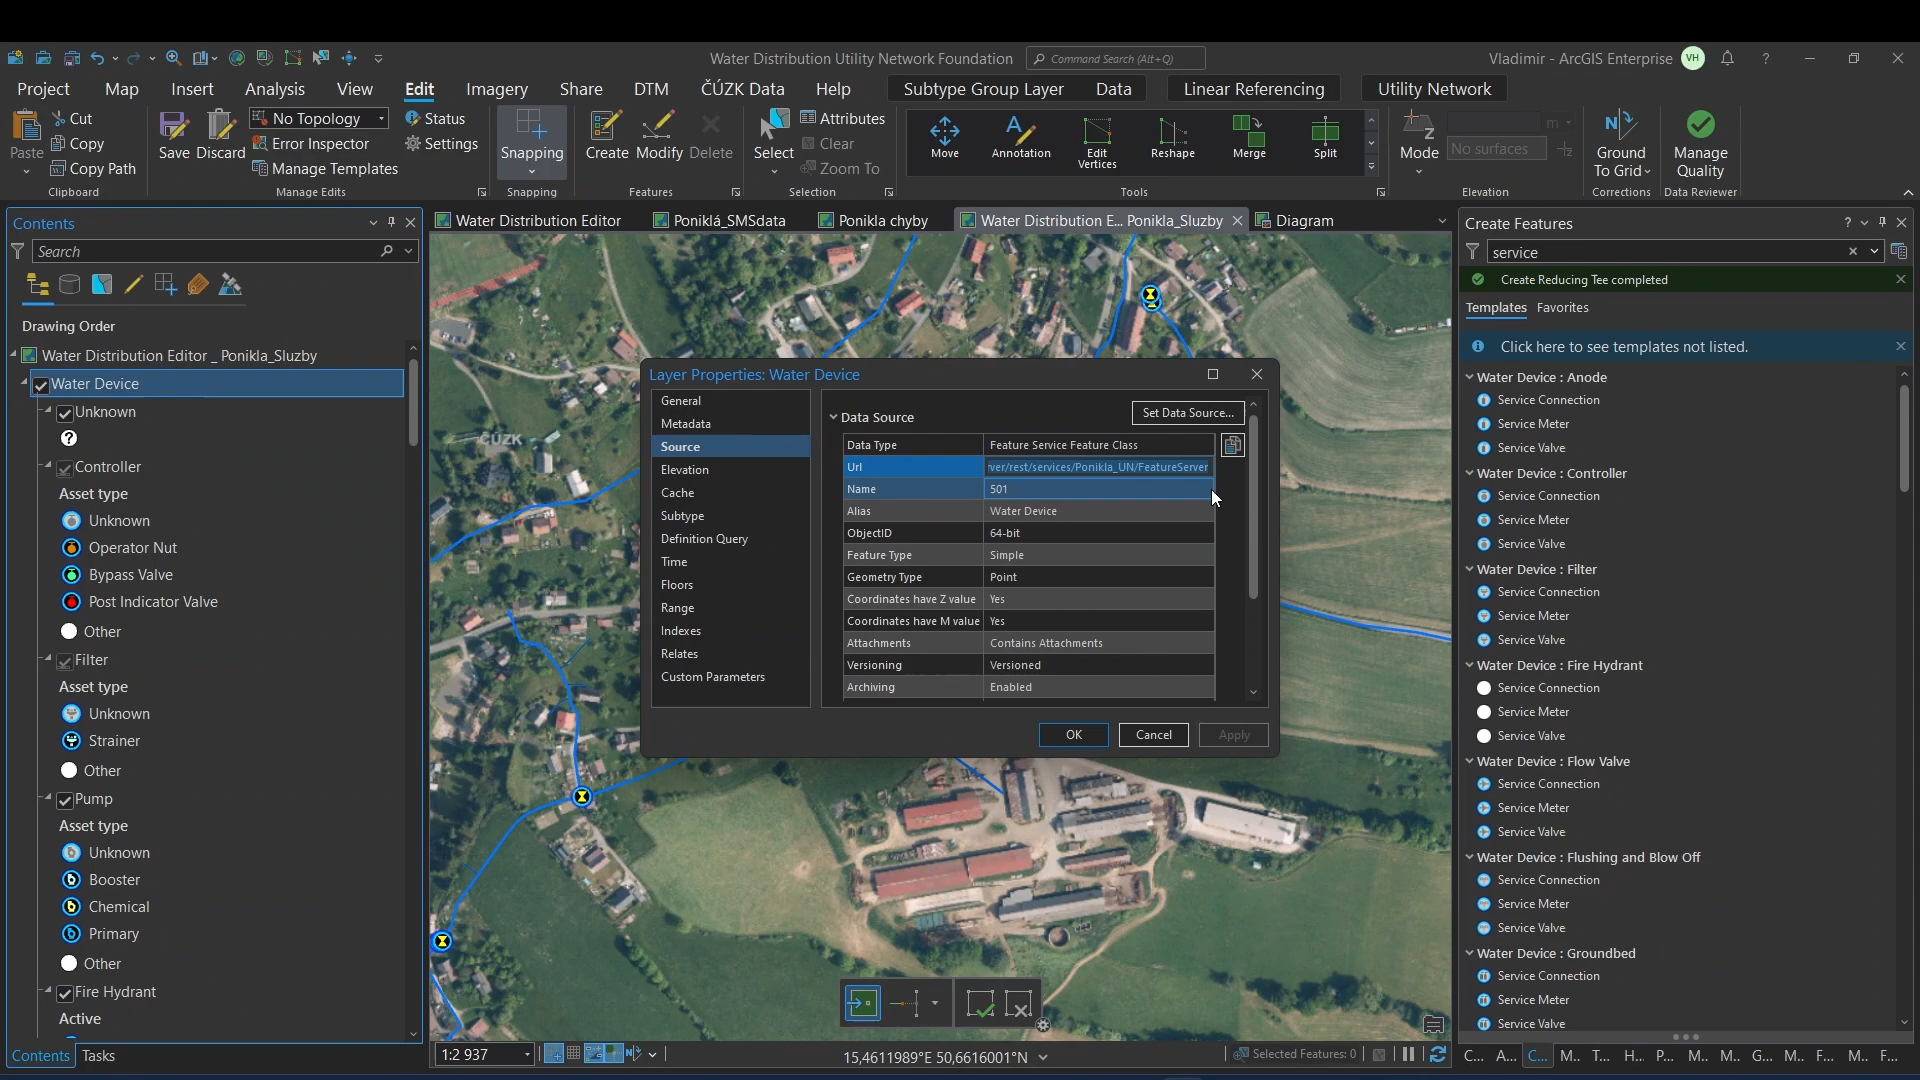 Water Distribution Utility Network Foundation
Command Search (Alt+Q)
Vladimir - ArcGIS Enterprise
VH
?
Project Map Insert Analysis View Edit Imagery Share DTM ČÚZK Data Help Subtype Group Layer Data Linear Referencing Utility Network
Paste
Cut
Copy
Copy Path
Clipboard
Save
Discard
No Topology
Error Inspector
Manage Templates
Status
Settings
Manage Edits
Snapping
Snapping
Create
Modify
Delete
Features
Select
Attributes
Clear
Zoom To
Selection
Move
Annotation
Edit
Vertices
Reshape
Merge
Split
Tools
Mode
m
No surfaces
Elevation
Ground
To Grid
Corrections
Manage
Quality
Data Reviewer
Contents
Search
Drawing Order
Water Distribution Editor _ Ponikla_Sluzby
Water Device
Unknown
Controller
Asset type
Unknown
Operator Nut
Bypass Valve
Post Indicator Valve
Other
Filter
Asset type
Unknown
Strainer
Other
Pump
Asset type
Unknown
Booster
Chemical
Primary
Other
Fire Hydrant
Active
Contents Tasks
Water Distribution Editor
Poniklá_SMSdata
Ponikla chyby
Water Distribution E... Ponikla_Sluzby
Diagram
ČÚZK
Layer Properties: Water Device
General
Metadata
Source
Elevation
Cache
Subtype
Definition Query
Time
Floors
Range
Indexes
Relates
Custom Parameters
Data Source
Set Data Source...
Data Type Feature Service Feature Class
Url ver/rest/services/Ponikla_UN/FeatureServer
Name 501
Alias Water Device
ObjectID 64-bit
Feature Type Simple
Geometry Type Point
Coordinates have Z value Yes
Coordinates have M value Yes
Attachments Contains Attachments
Versioning Versioned
Archiving Enabled
OK Cancel Apply
1:2 937
15,4611989°E 50,6616001°N
Selected Features: 0
Create Features
?
service
Create Reducing Tee completed
Templates Favorites
Click here to see templates not listed.
Water Device : Anode
Service Connection
Service Meter
Service Valve
Water Device : Controller
Service Connection
Service Meter
Service Valve
Water Device : Filter
Service Connection
Service Meter
Service Valve
Water Device : Fire Hydrant
Service Connection
Service Meter
Service Valve
Water Device : Flow Valve
Service Connection
Service Meter
Service Valve
Water Device : Flushing and Blow Off
Service Connection
Service Meter
Service Valve
Water Device : Groundbed
Service Connection
Service Meter
Service Valve
C... A... C... M... T... H... P... M... M... G... M... F... M... F...